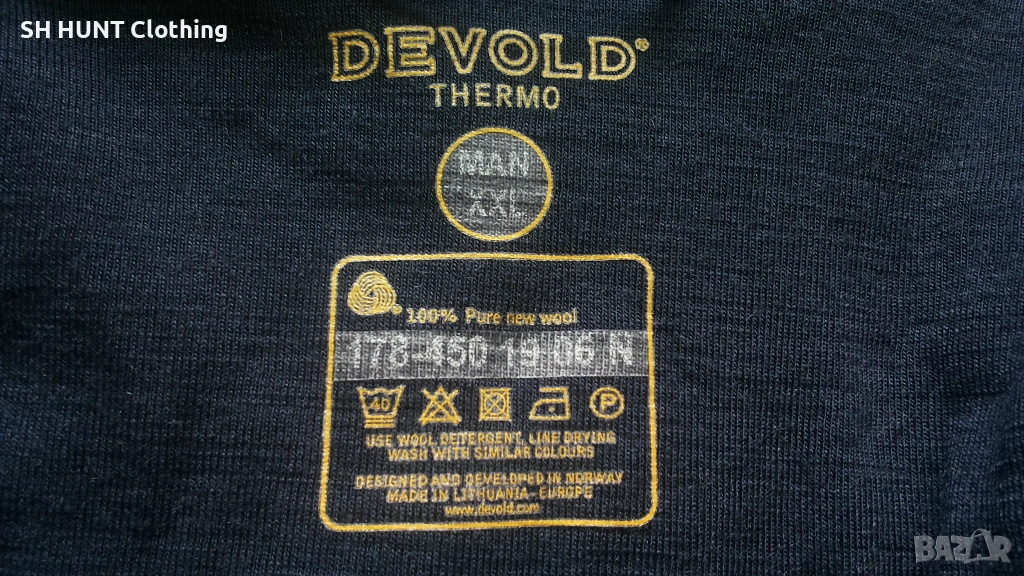 SH HUNT Clothing
DEVOLD®
THERMO
MAN
XXL
100% Pure new wool
178-450 19 06 N
40
P
USE WOOL DETERGENT, LINE DRYING
WASH WITH SIMILAR COLOURS
DESIGNED AND DEVELOPED IN NORWAY
MADE IN LITHUANIA - EUROPE
www.devold.com
BAZAR